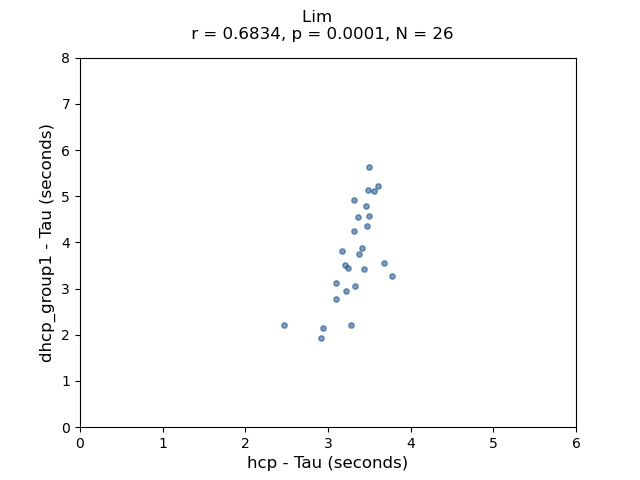 Lim
r = 0.6834, p = 0.0001, N = 26
8
7
6
5
4
3
2
1
0
dhcp_group1 - Tau (seconds)
0 1 2 3 4 5 6
hcp - Tau (seconds)